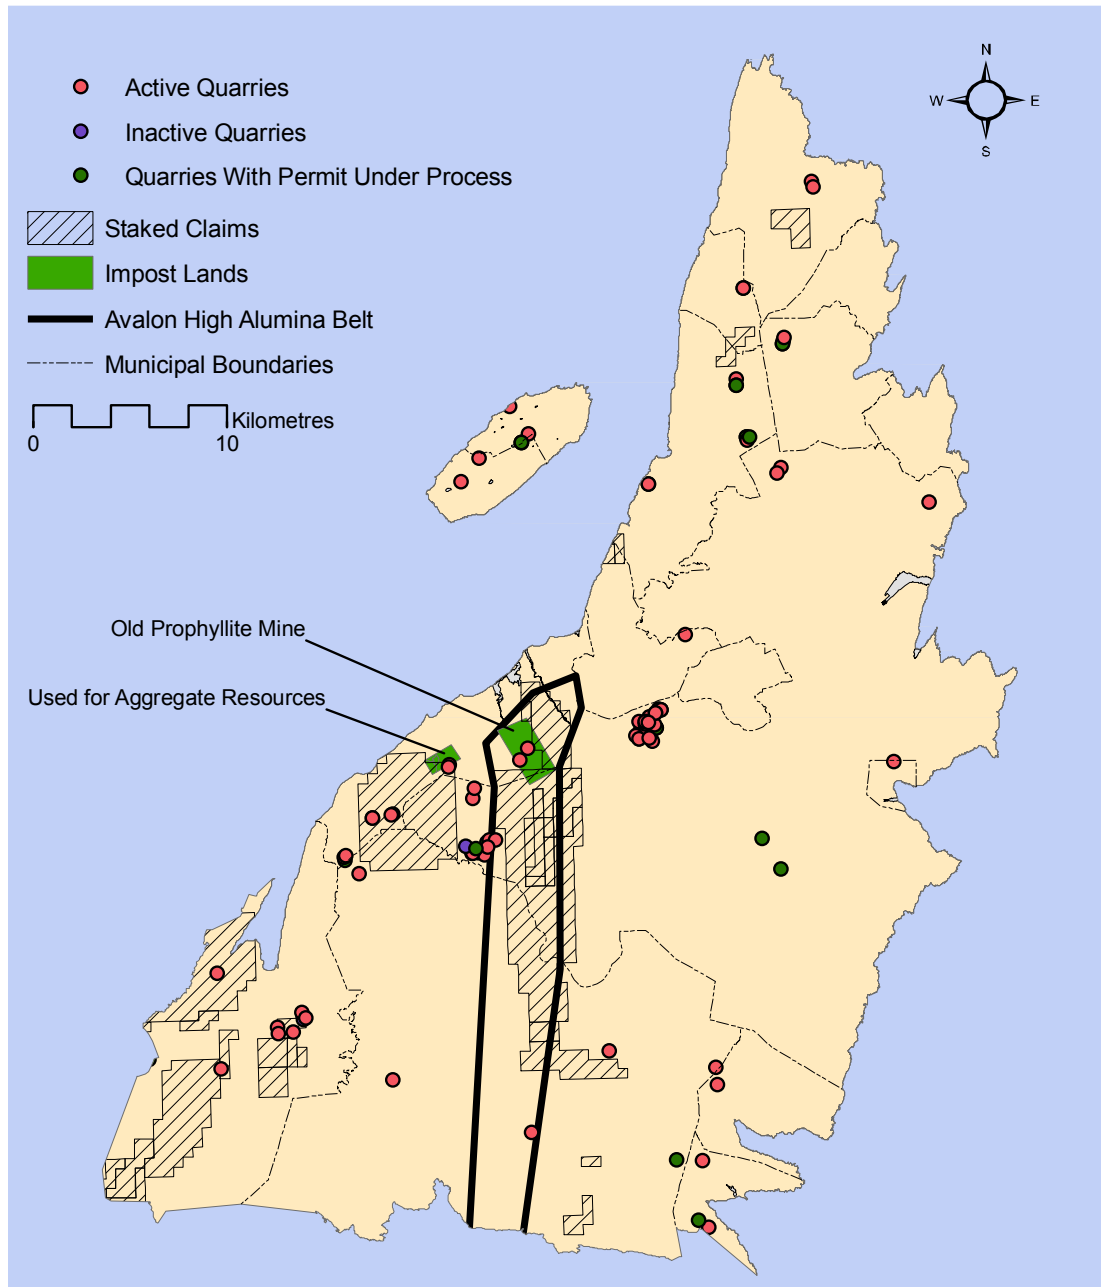 N
W E
S
Active Quarries
Inactive Quarries
Quarries With Permit Under Process
Staked Claims
Impost Lands
Avalon High Alumina Belt
Municipal Boundaries
Kilometres
0 10
Old Prophyllite Mine
Used for Aggregate Resources